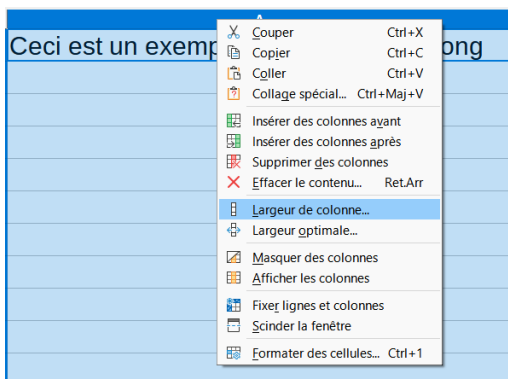 A
Ceci est un exemp
ong
Couper Ctrl+X
Copier Ctrl+C
Coller Ctrl+V
Collage spécial... Ctrl+Maj+V
Insérer des colonnes avant
Insérer des colonnes après
Supprimer des colonnes
Effacer le contenu... Ret.Arr
Largeur de colonne...
Largeur optimale...
Masquer des colonnes
Afficher les colonnes
Fixer lignes et colonnes
Scinder la fenêtre
Formater des cellules... Ctrl+1